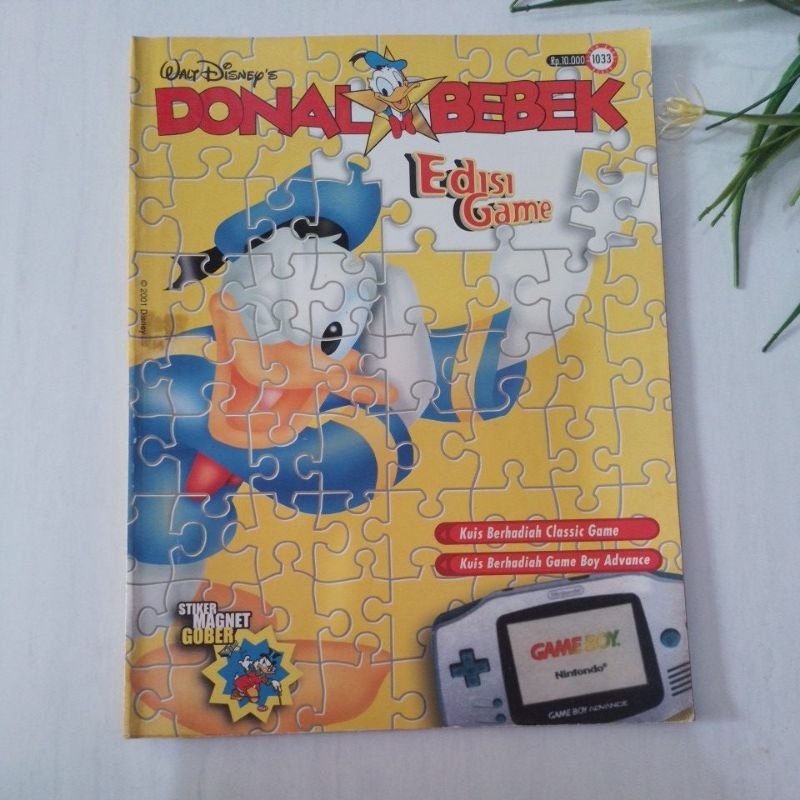 Walt Disney's
Rp.10.000
1033
DONAL BEBEK
Edisi
Game
© 2001 Disney
Kuis Berhadiah Classic Game
Kuis Berhadiah Game Boy Advance
STIKER
MAGNET
GOBER
Nintendo
GAME BOY
Nintendo®
GAME BOY ADVANCE